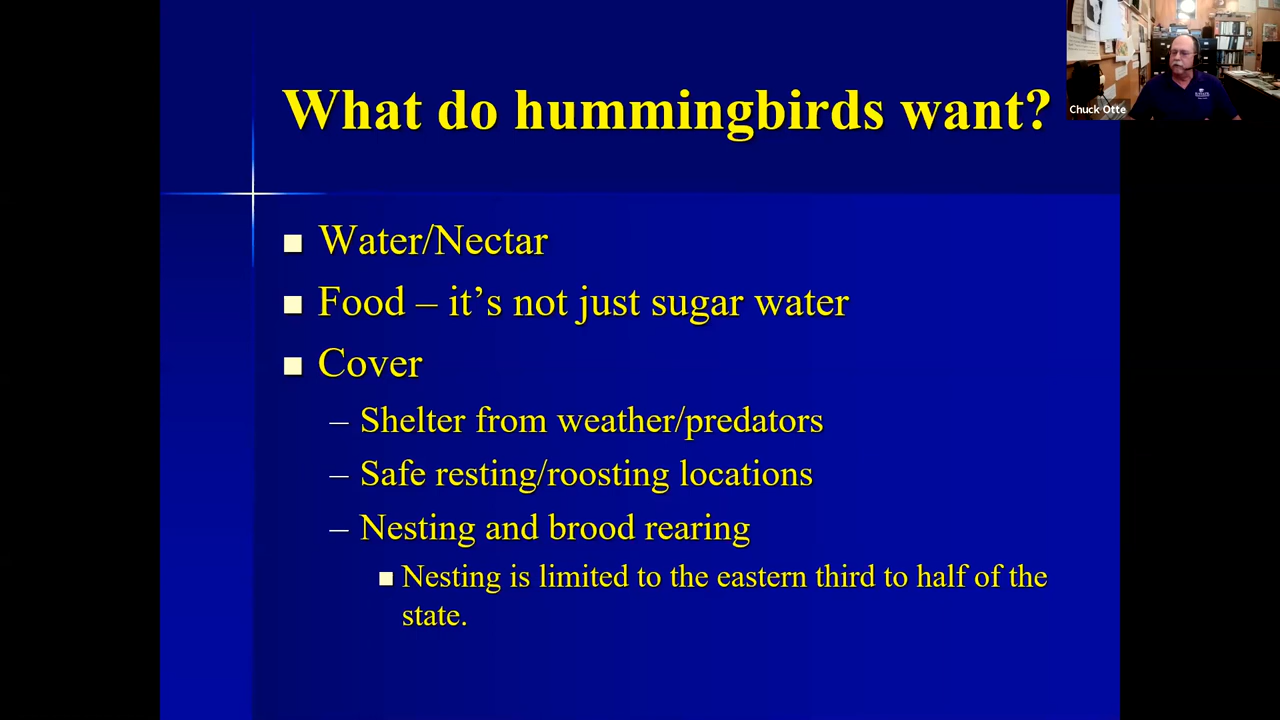 What do hummingbirds want?
Chuck Otte
Water/Nectar
Food – it's not just sugar water
Cover
– Shelter from weather/predators
– Safe resting/roosting locations
– Nesting and brood rearing
Nesting is limited to the eastern third to half of the
state.